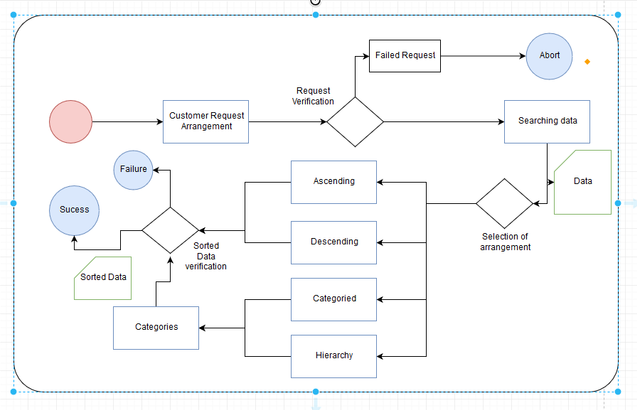 Failed Request
Abort
Request
Verification
Customer Request
Arrangement
Searching data
Failure
Ascending
Data
Sucess
Selection of
arrangement
Descending
Sorted
Data
verification
Sorted Data
Categoried
Categories
Hierarchy